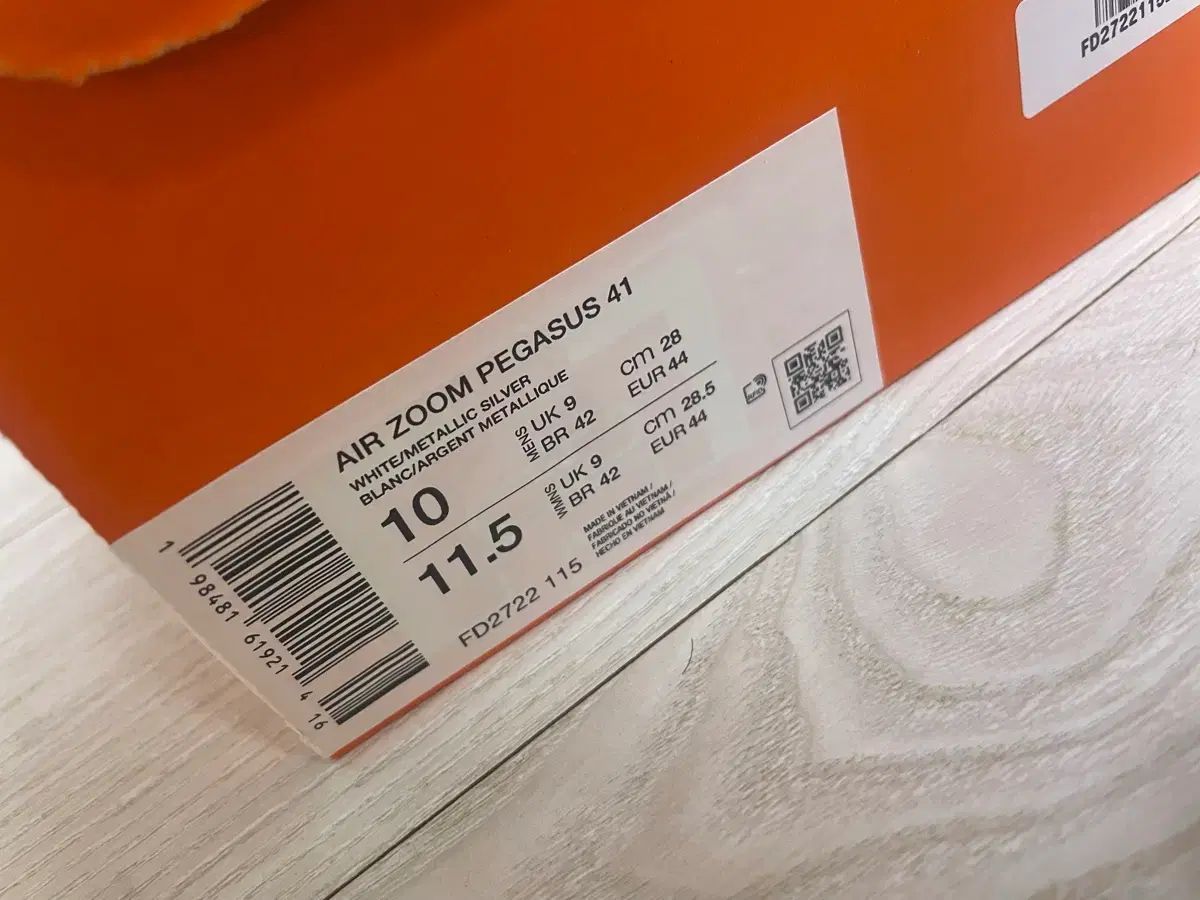 AIR ZOOM PEGASUS 41
WHITE/METALLIC SILVER
BLANC/ARGENT METALLIQUE
10
MENS
UK 9
BR 42
cm 28
EUR 44
11.5
WMNS
UK 9
BR 42
cm 28.5
EUR 44
MADE IN VIETNAM /
FABRIQUE AU VIETNAM /
FABRICADO NO VIETNÃ /
HECHO EN VIETNAM
FD2722 115
1 98481 61921 4 16